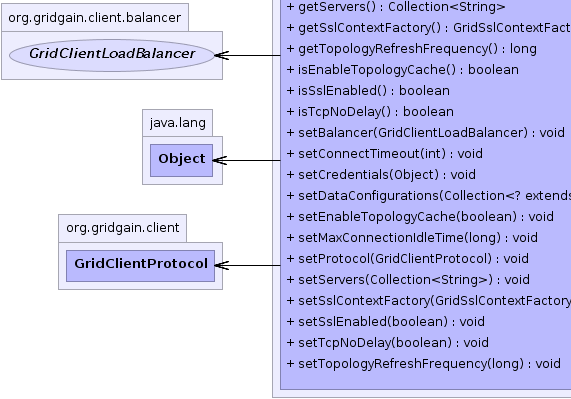 org.gridgain.client.balancer
GridClientLoadBalancer
java.lang
Object
org.gridgain.client
GridClientProtocol
+ getServers() : Collection<String>
+ getSslContextFactory() : GridSslContextFact
+ getTopologyRefreshFrequency() : long
+ isEnableTopologyCache() : boolean
+ isSslEnabled() : boolean
+ isTcpNoDelay() : boolean
+ setBalancer(GridClientLoadBalancer) : void
+ setConnectTimeout(int) : void
+ setCredentials(Object) : void
+ setDataConfigurations(Collection<? extends
+ setEnableTopologyCache(boolean) : void
+ setMaxConnectionIdleTime(long) : void
+ setProtocol(GridClientProtocol) : void
+ setServers(Collection<String>) : void
+ setSslContextFactory(GridSslContextFactory
+ setSslEnabled(boolean) : void
+ setTcpNoDelay(boolean) : void
+ setTopologyRefreshFrequency(long) : void